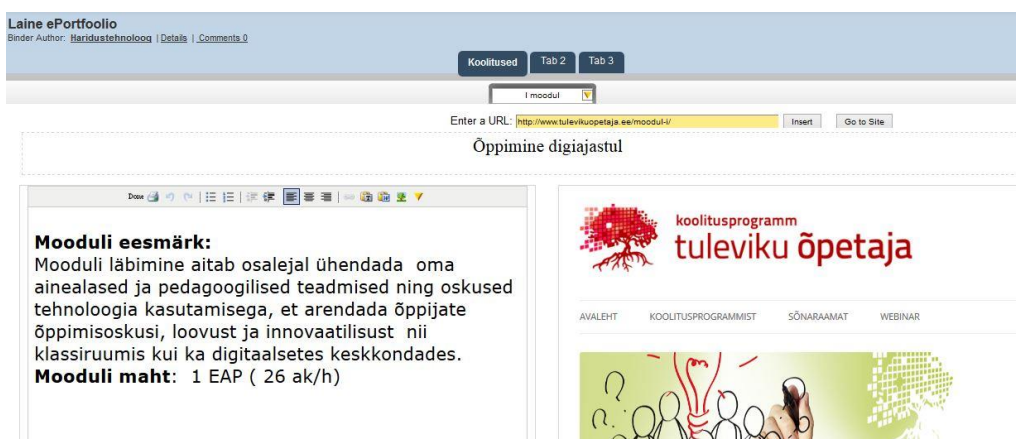 Laine ePortfoolio
Binder Author: Haridustehnoloog | Details | Comments 0
Koolitused Tab 2 Tab 3
I moodul
Enter a URL: http://www.tulevikuopetaja.ee/moodul-i/ Insert Go to Site
Õppimine digiajastul
Done
Mooduli eesmärk:
Mooduli läbimine aitab osalejal ühendada oma
ainealased ja pedagoogilised teadmised ning oskused
tehnoloogia kasutamisega, et arendada õppijate
õppimisoskusi, loovust ja innovaatilisust nii
klassiruumis kui ka digitaalsetes keskkondades.
Mooduli maht: 1 EAP ( 26 ak/h)
koolitusprogramm
tuleviku õpetaja
AVALEHT KOOLITUSPROGRAMMIST SÕNARAAMAT WEBINAR